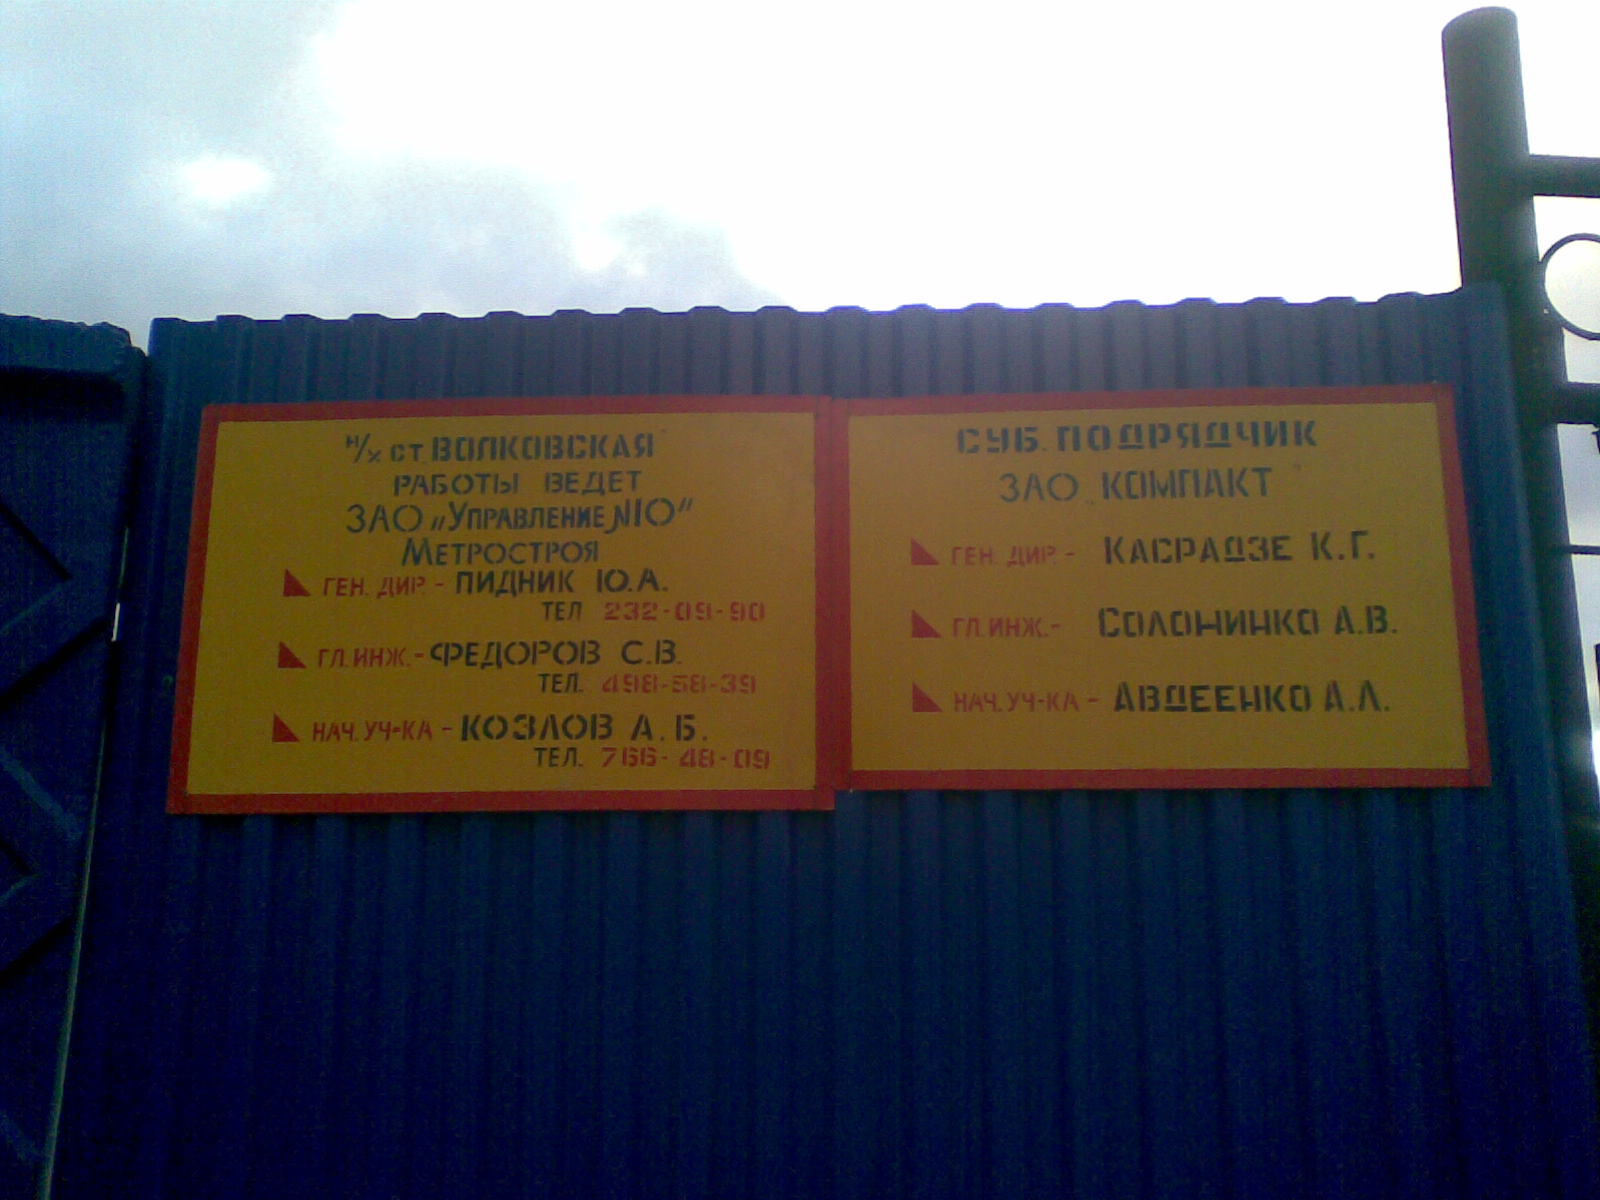 н/х ст. ВОЛКОВСКАЯ
РАБОТЫ ВЕДЕТ
ЗАО „УПРАВЛЕНИЕ №10"
МЕТРОСТРОЯ
ГЕН. ДИР. - ПИДНИК Ю.А.
ТЕЛ 232-09-90
ГЛ. ИНЖ. - ФЕДОРОВ С.В.
ТЕЛ. 498-58-39
НАЧ. УЧ-КА - КОЗЛОВ А.Б.
ТЕЛ. 766-48-09
СУБ. ПОДРЯДЧИК
ЗАО „КОМПАКТ"
ГЕН. ДИР. - КАСРАДЗЕ К.Г.
ГЛ. ИНЖ. - СОЛОНИНКО А.В.
НАЧ. УЧ-КА - АВДЕЕНКО А.Л.